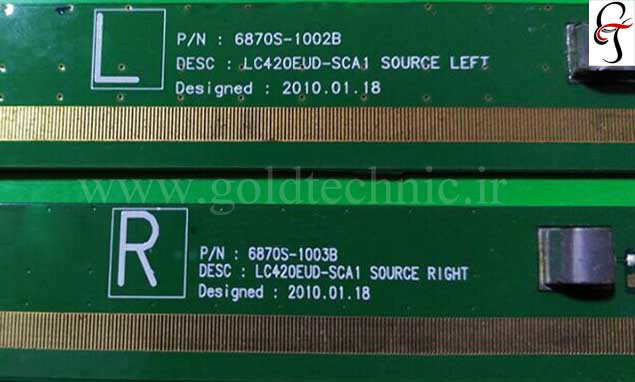 GT
L
P/N : 6870S-1002B
DESC : LC420EUD-SCA1 SOURCE LEFT
Designed : 2010.01.18
www.goldtechnic.ir
R
P/N : 6870S-1003B
DESC : LC420EUD-SCA1 SOURCE RIGHT
Designed : 2010.01.18